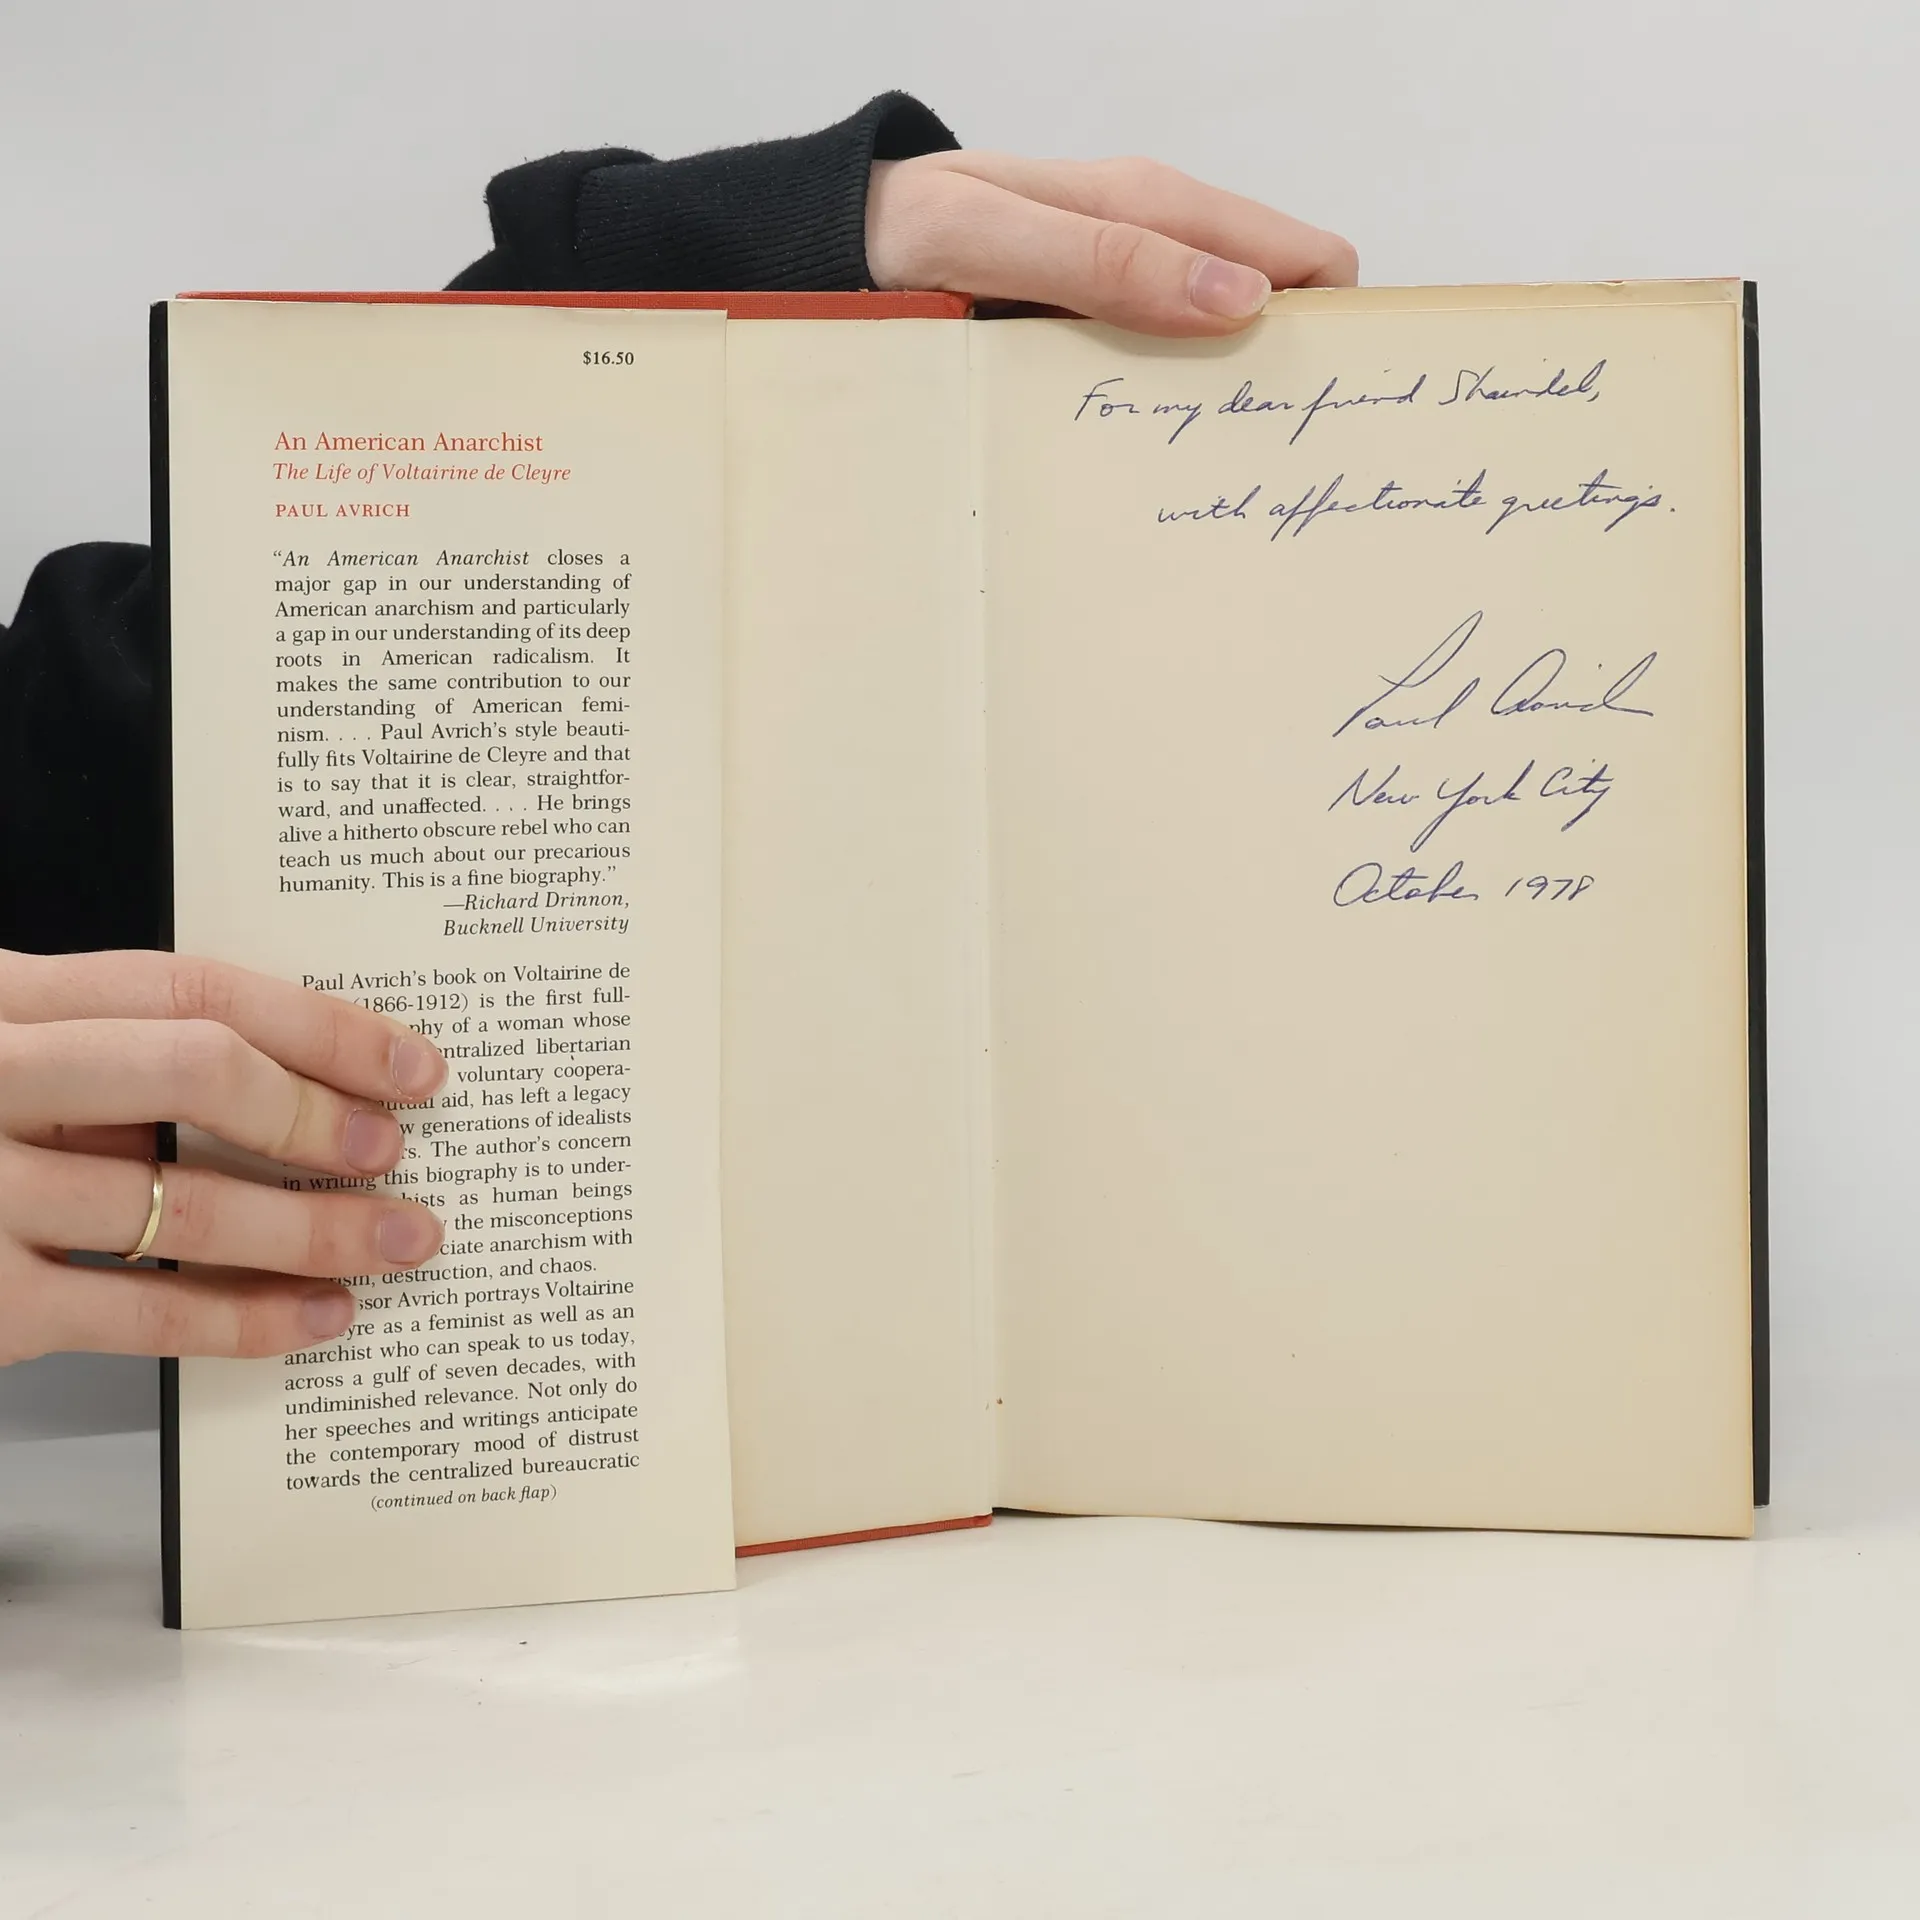 $16.50
An American Anarchist
The Life of Voltairine de Cleyre
PAUL AVRICH
“An American Anarchist closes a
major gap in our understanding of
American anarchism and particularly
a gap in our understanding of its deep
roots in American radicalism. It
makes the same contribution to our
understanding of American femi-
nism. . . . Paul Avrich's style beauti-
fully fits Voltairine de Cleyre and that
is to say that it is clear, straightfor-
ward, and unaffected. . . . He brings
alive a hitherto obscure rebel who can
teach us much about our precarious
humanity. This is a fine biography.”
—Richard Drinnon,
Bucknell University
Paul Avrich's book on Voltairine de
(1866-1912) is the first full-
of a woman whose
libertarian
voluntary coopera-
aid, has left a legacy
generations of idealists
The author's concern
in writing this biography is to under-
as human beings
the misconceptions
anarchism with
destruction, and chaos.
Avrich portrays Voltairine
as a feminist as well as an
anarchist who can speak to us today,
across a gulf of seven decades, with
undiminished relevance. Not only do
her speeches and writings anticipate
the contemporary mood of distrust
towards the centralized bureaucratic
(continued on back flap)
For my dear friend Shaindel,
with affectionate greetings.
Paul Avrich
New York City
October 1978